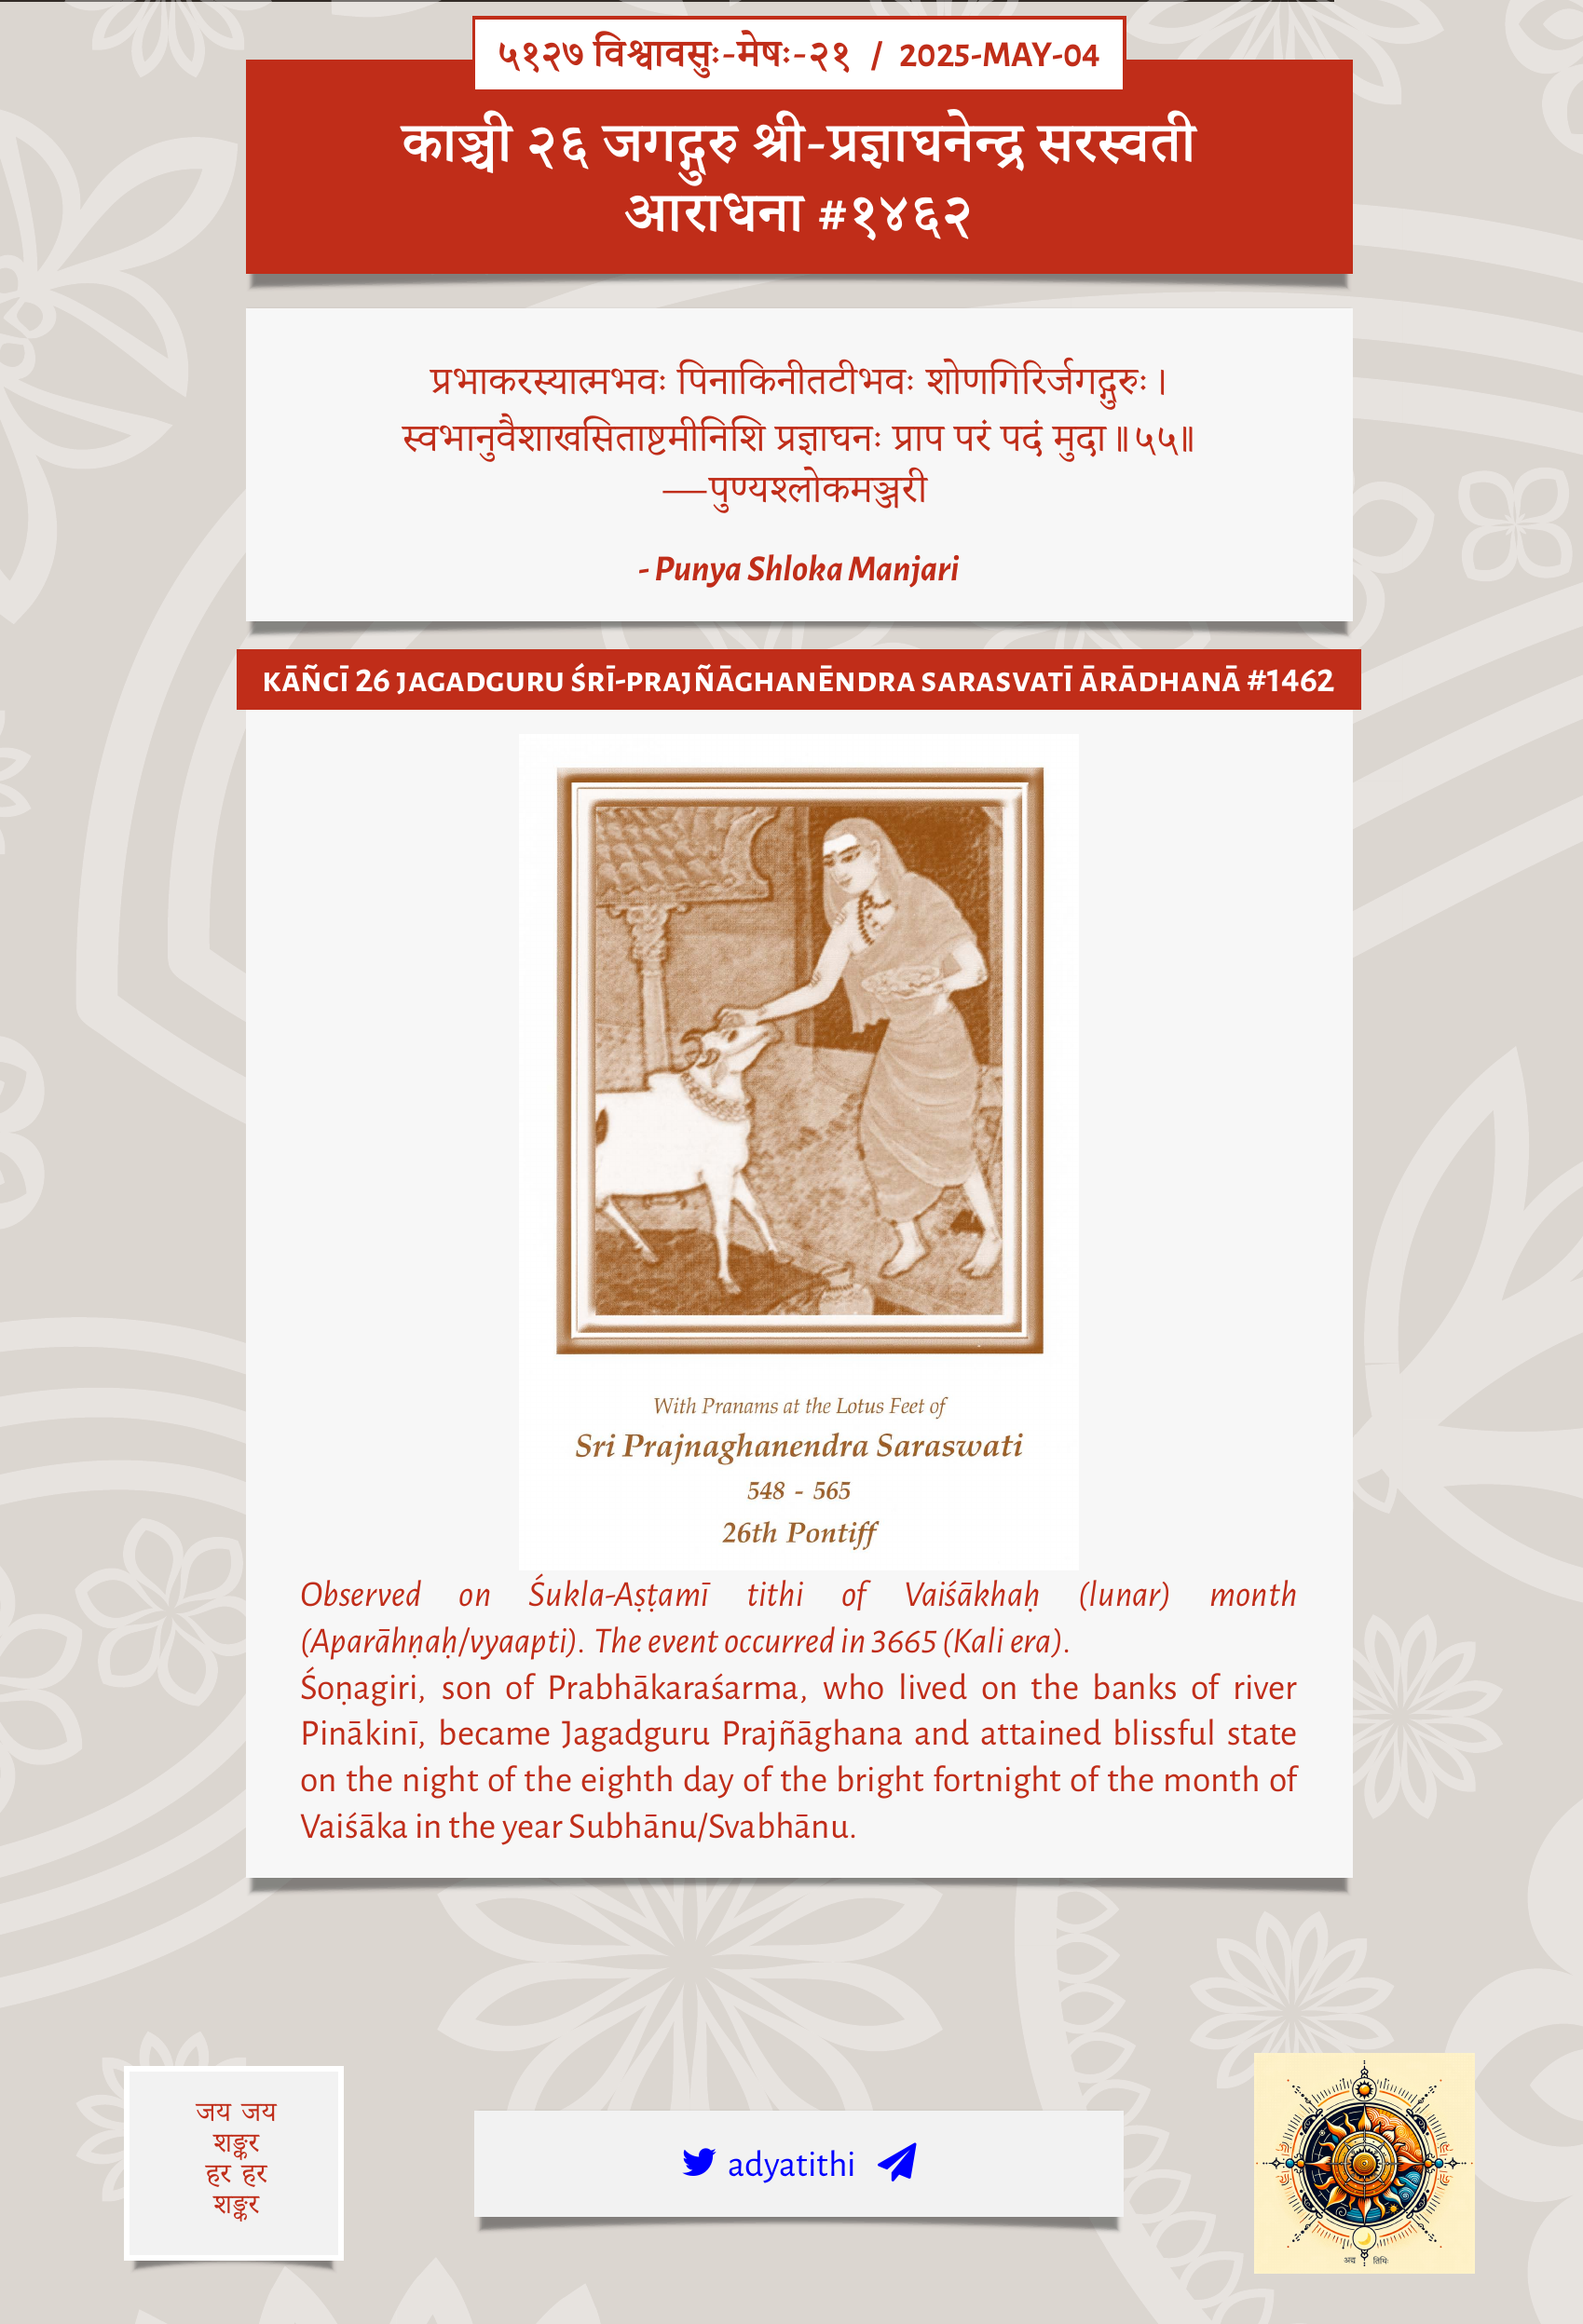 ५१२७ विश्वावसुः-मेषः-२१ / 2025-MAY-04
काञ्ची २६ जगद्गुरु श्री-प्रज्ञाघनेन्द्र सरस्वती
आराधना #१४६२
प्रभाकरस्यात्मभवः पिनाकिनीतटीभवः शोणगिरिर्जगद्गुरुः।
स्वभानुवैशाखसिताष्टमीनिशि प्रज्ञाघनः प्राप परं पदं मुदा॥५५॥
—पुण्यश्लोकमञ्जरी
- Punya Shloka Manjari
KĀÑCĪ 26 JAGADGURU ŚRĪ-PRAJÑĀGHANĒNDRA SARASVATĪ ĀRĀDHANĀ #1462
With Pranams at the Lotus Feet of
Sri Prajnaghanendra Saraswati
548 - 565
26th Pontiff
Observed on Śukla-Aṣṭamī tithi of Vaiśākhaḥ (lunar) month
(Aparāhṇaḥ/vyaapti). The event occurred in 3665 (Kali era).
Śoṇagiri, son of Prabhākaraśarma, who lived on the banks of river
Pinākinī, became Jagadguru Prajñāghana and attained blissful state
on the night of the eighth day of the bright fortnight of the month of
Vaiśāka in the year Subhānu/Svabhānu.
जय जय
शङ्कर
हर हर
शङ्कर
adyatithi
अद्य तिथिः